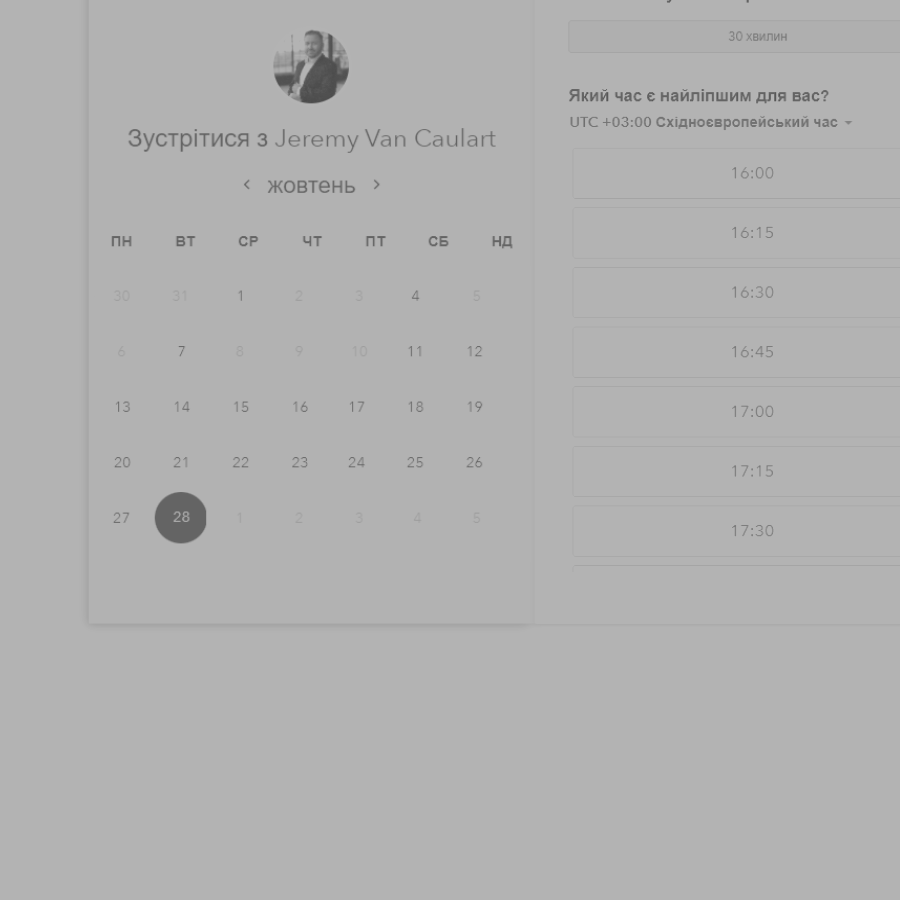 30 хвилин
Який час є найліпшим для вас?
UTC +03:00 Східноєвропейський час
Зустрітися з Jeremy Van Caulart
жовтень
ПН ВТ СР ЧТ ПТ СБ НД
30 31 1 2 3 4 5
6 7 8 9 10 11 12
13 14 15 16 17 18 19
20 21 22 23 24 25 26
27 28 1 2 3 4 5
16:00
16:15
16:30
16:45
17:00
17:15
17:30